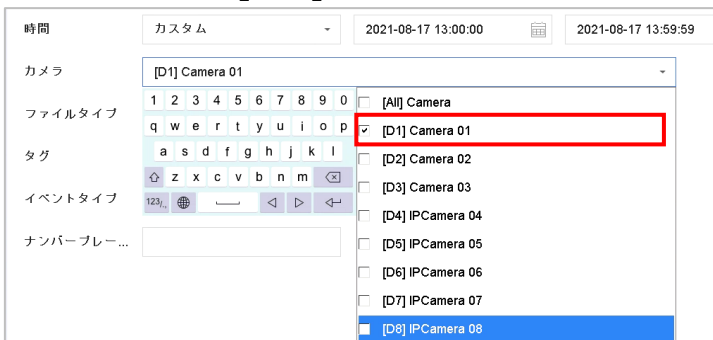 時間 カスタム 2021-08-17 13:00:00 2021-08-17 13:59:59
カメラ [D1] Camera 01
1 2 3 4 5 6 7 8 9 0
[All] Camera
ファイルタイプ
q w e r t y u i o p
[D1] Camera 01
タグ
a s d f g h j k l
[D2] Camera 02
z x c v b n m
[D3] Camera 03
イベントタイプ
123/..
[D4] IPCamera 04
ナンバープレー...
[D5] IPCamera 05
[D6] IPCamera 06
[D7] IPCamera 07
[D8] IPCamera 08